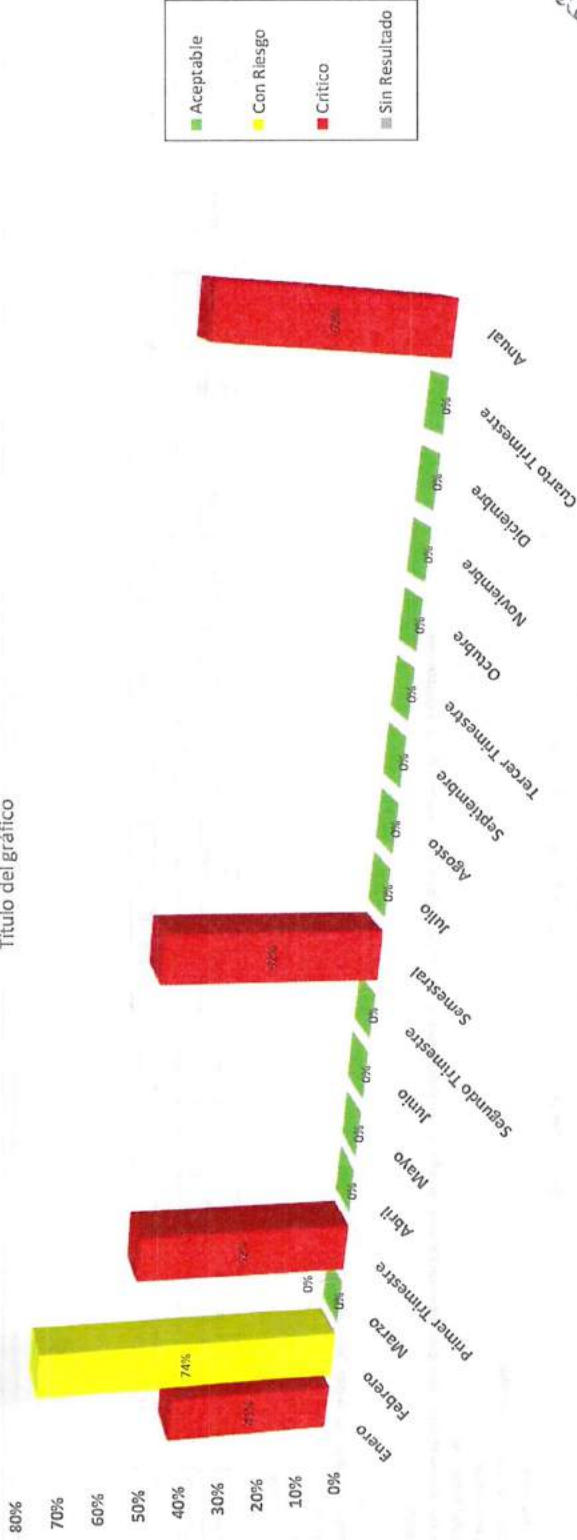 Título del gráfico
80%
70%
60%
50%
40%
30%
20%
10%
0%
74%
0%
0%
0%
0%
0%
0%
0%
0%
0%
0%
0%
0%
0%
0%
Enero
Febrero
Marzo
Primer Trimestre
Abril
Mayo
Junio
Segundo Trimestre
Semestral
Julio
Agosto
Septiembre
Tercer Trimestre
Octubre
Noviembre
Diciembre
Cuarto Trimestre
Anual
Aceptable
Con Riesgo
Crítico
Sin Resultado